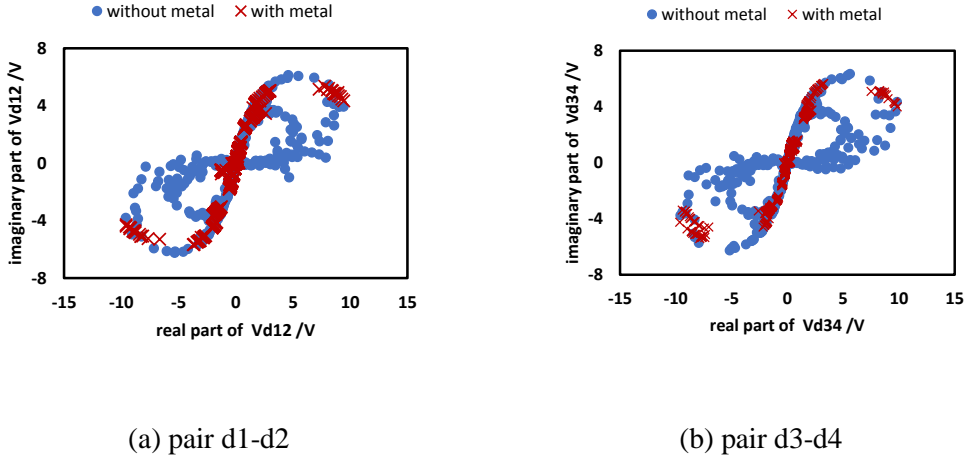 without metal with metal
8
4
0
-4
-8
imaginary part of Vd12 /V
-15 -10 -5 0 5 10 15
real part of Vd12 /V
(a) pair d1-d2
without metal with metal
8
4
0
-4
-8
imaginary part of Vd34 /V
-15 -10 -5 0 5 10 15
real part of Vd34 /V
(b) pair d3-d4